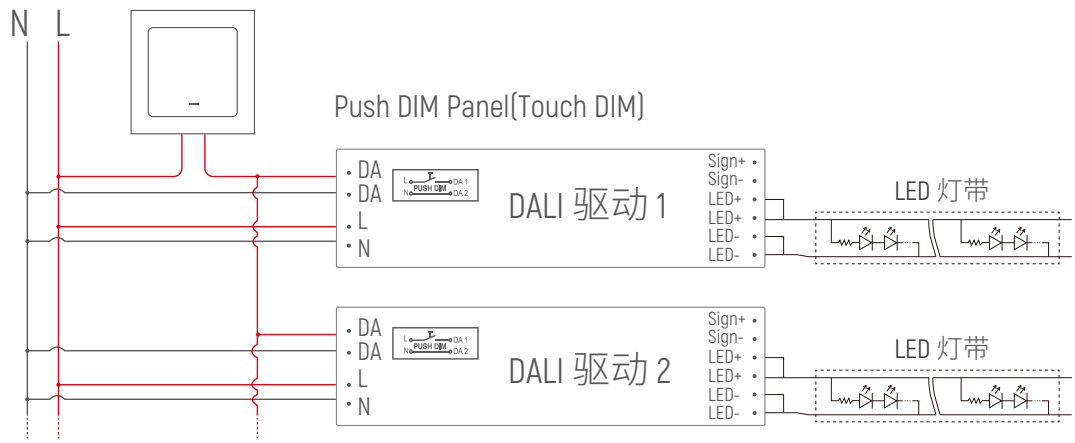 N L
Push DIM Panel(Touch DIM)
DA
DA
L
N
L DA 1
PUSH DIM
N DA 2
DALI 驱动 1
Sign+
Sign-
LED+
LED+
LED-
LED-
LED 灯带
DA
DA
L
N
L DA 1
PUSH DIM
N DA 2
DALI 驱动 2
Sign+
Sign-
LED+
LED+
LED-
LED-
LED 灯带